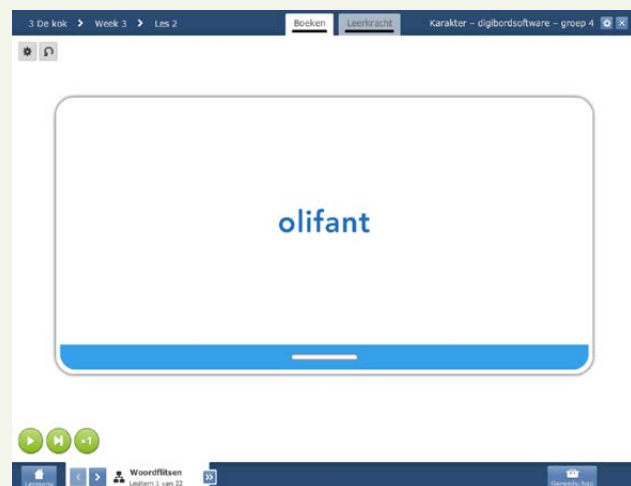 3 De kok > Week 3 > Les 2
Boeken
Leerkracht
Karakter – digibordsoftware – groep 4
olifant
×1
Woordflitsen
Lesitem 1 van 22
Gereedschap